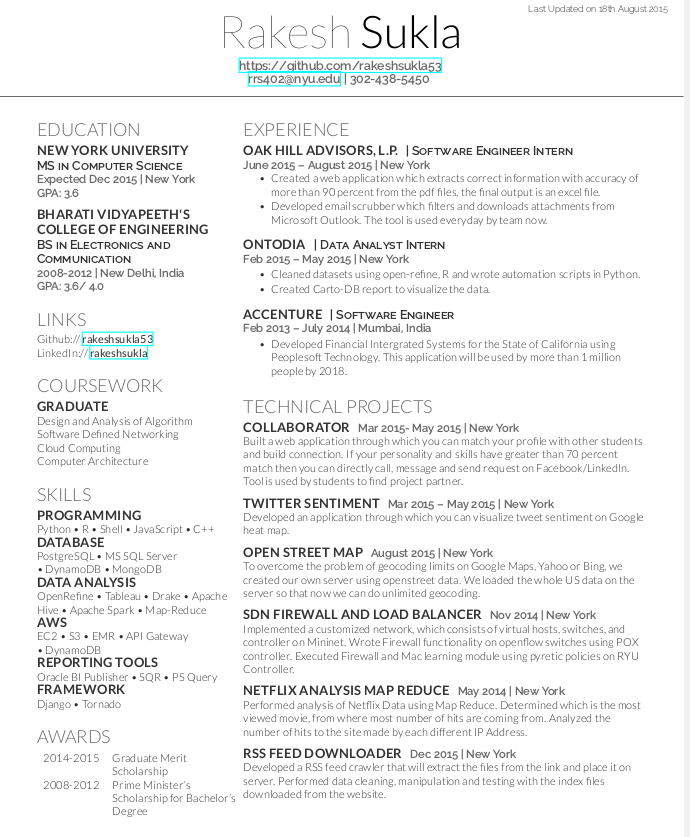 Last Updated on 18th August 2015
Rakesh Sukla
https://github.com/rakeshsukla53
rrs402@nyu.edu | 302-438-5450
EDUCATION
NEW YORK UNIVERSITY
MS in Computer Science
Expected Dec 2015 | New York
GPA: 3.6
BHARATI VIDYAPEETH'S
COLLEGE OF ENGINEERING
BS in Electronics and
Communication
2008-2012 | New Delhi, India
GPA: 3.6/ 4.0
LINKS
Github:// rakeshsukla53
LinkedIn:// rakeshsukla
COURSEWORK
GRADUATE
Design and Analysis of Algorithm
Software Defined Networking
Cloud Computing
Computer Architecture
SKILLS
PROGRAMMING
Python • R • Shell • JavaScript • C++
DATABASE
PostgreSQL • MS SQL Server
• DynamoDB • MongoDB
DATA ANALYSIS
OpenRefine • Tableau • Drake • Apache
Hive • Apache Spark • Map-Reduce
AWS
EC2 • S3 • EMR • API Gateway
• DynamoDB
REPORTING TOOLS
Oracle BI Publisher • SQR • PS Query
FRAMEWORK
Django • Tornado
AWARDS
2014-2015 Graduate Merit
Scholarship
2008-2012 Prime Minister's
Scholarship for Bachelor's
Degree
EXPERIENCE
OAK HILL ADVISORS, L.P. | Software Engineer Intern
June 2015 – August 2015 | New York
• Created a web application which extracts correct information with accuracy of
more than 90 percent from the pdf files, the final output is an excel file.
• Developed email scrubber which filters and downloads attachments from
Microsoft Outlook. The tool is used everyday by team now.
ONTODIA | Data Analyst Intern
Feb 2015 – May 2015 | New York
• Cleaned datasets using open-refine, R and wrote automation scripts in Python.
• Created Carto-DB report to visualize the data.
ACCENTURE | Software Engineer
Feb 2013 – July 2014 | Mumbai, India
• Developed Financial Intergrated Systems for the State of California using
Peoplesoft Technology. This application will be used by more than 1 million
people by 2018.
TECHNICAL PROJECTS
COLLABORATOR Mar 2015- May 2015 | New York
Built a web application through which you can match your profile with other students
and build connection. If your personality and skills have greater than 70 percent
match then you can directly call, message and send request on Facebook/LinkedIn.
Tool is used by students to find project partner.
TWITTER SENTIMENT Mar 2015 – May 2015 | New York
Developed an application through which you can visualize tweet sentiment on Google
heat map.
OPEN STREET MAP August 2015 | New York
To overcome the problem of geocoding limits on Google Maps, Yahoo or Bing, we
created our own server using openstreet data. We loaded the whole US data on the
server so that now we can do unlimited geocoding.
SDN FIREWALL AND LOAD BALANCER Nov 2014 | New York
Implemented a customized network, which consists of virtual hosts, switches, and
controller on Mininet. Wrote Firewall functionality on openflow switches using POX
controller. Executed Firewall and Mac learning module using pyretic policies on RYU
Controller.
NETFLIX ANALYSIS MAP REDUCE May 2014 | New York
Performed analysis of Netflix Data using Map Reduce. Determined which is the most
viewed movie, from where most number of hits are coming from. Analyzed the
number of hits to the site made by each different IP Address.
RSS FEED DOWNLOADER Dec 2015 | New York
Developed a RSS feed crawler that will extract the files from the link and place it on
server. Performed data cleaning, manipulation and testing with the index files
downloaded from the website.